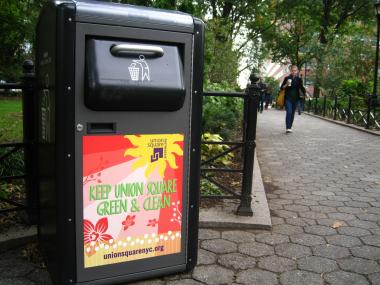 union
square
KEEP UNION SQUARE
GREEN & CLEAN
unionsquarenyc.org